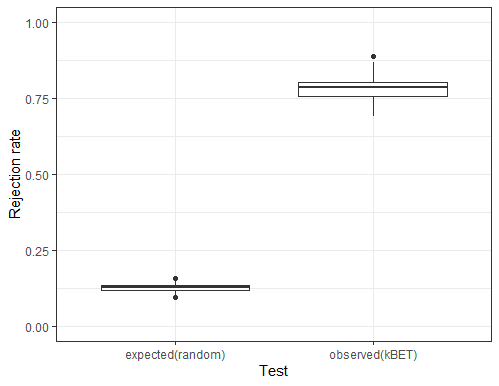 1.00
0.75
0.50
0.25
0.00
Rejection rate
expected(random)
observed(kBET)
Test